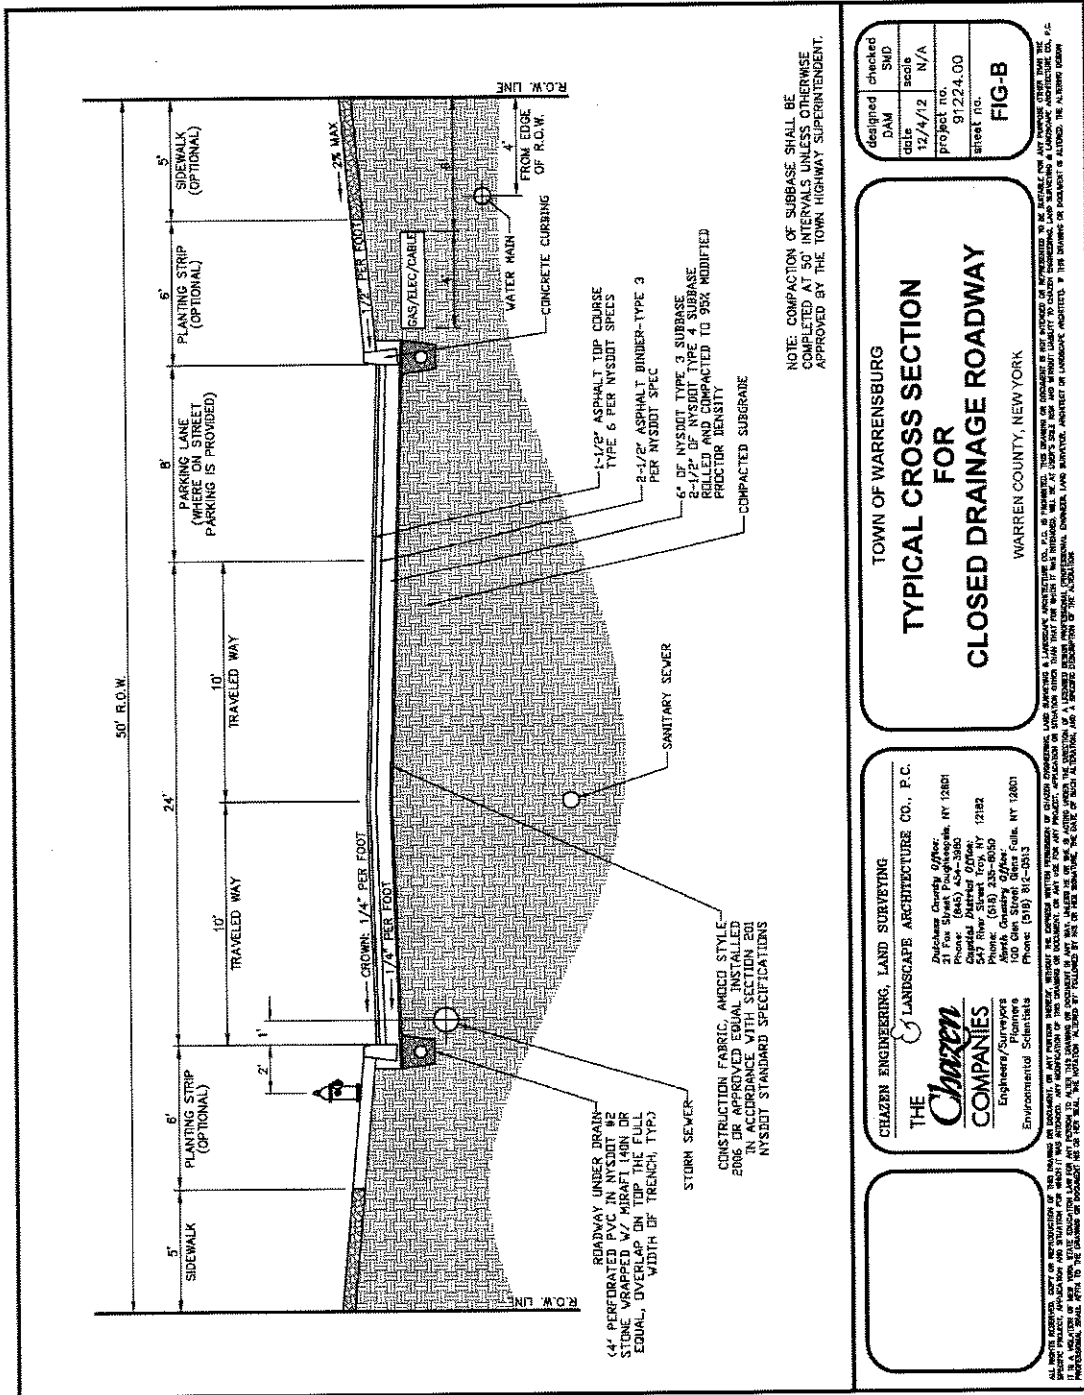 50' R.O.W.
5'
SIDEWALK
6'
PLANTING STRIP
(OPTIONAL)
24'
10'
TRAVELED WAY
10'
TRAVELED WAY
8'
PARKING LANE
(WHERE ON STREET
PARKING IS PROVIDED)
6'
PLANTING STRIP
(OPTIONAL)
5'
SIDEWALK
(OPTIONAL)
2'
1'
CROWN: 1/4" PER FOOT
1/4" PER FOOT
1/2" PER FOOT
2% MAX
R.O.W. LINE
R.O.W. LINE
GAS/ELEC/CABLE
4'
FROM EDGE
OF R.O.W.
WATER MAIN
CONCRETE CURBING
1-1/2" ASPHALT TOP COURSE
TYPE 6 PER NYSDOT SPECS
2-1/2" ASPHALT BINDER-TYPE 3
PER NYSDOT SPEC
6" OF NYSDOT TYPE 3 SUBBASE
2-1/2" OF NYSDOT TYPE 4 SUBBASE
ROLLED AND COMPACTED TO 95% MODIFIED
PROCTOR DENSITY
COMPACTED SUBGRADE
SANITARY SEWER
ROADWAY UNDER DRAIN
(4" PERFORATED PVC IN NYSDOT #2
STONE WRAPPED W/ MIRAFI 140N OR
EQUAL, OVERLAP ON TOP THE FULL
WIDTH OF TRENCH, TYP.)
STORM SEWER
CONSTRUCTION FABRIC, AMOCO STYLE
2006 OR APPROVED EQUAL INSTALLED
IN ACCORDANCE WITH SECTION 201
NYSDOT STANDARD SPECIFICATIONS
NOTE: COMPACTION OF SUBBASE SHALL BE
COMPLETED AT 50' INTERVALS UNLESS OTHERWISE
APPROVED BY THE TOWN HIGHWAY SUPERINTENDENT.
CHAZEN ENGINEERING, LAND SURVEYING
& LANDSCAPE ARCHITECTURE CO., P.C.
THE
Chazen
COMPANIES
Engineers/Surveyors
Planners
Environmental Scientists
Dutchess County Office:
21 Fox Street Poughkeepsie, NY 12601
Phone: (845) 454-3980
Capital District Office:
547 River Street Troy, NY 12182
Phone: (518) 235-8050
North Country Office:
100 Glen Street Glens Falls, NY 12801
Phone: (518) 812-0513
TOWN OF WARRENSBURG
TYPICAL CROSS SECTION
FOR
CLOSED DRAINAGE ROADWAY
WARREN COUNTY, NEW YORK
designed
DAM
checked
SMD
date
12/4/12
scale
N/A
project no.
91224.00
sheet no.
FIG-B